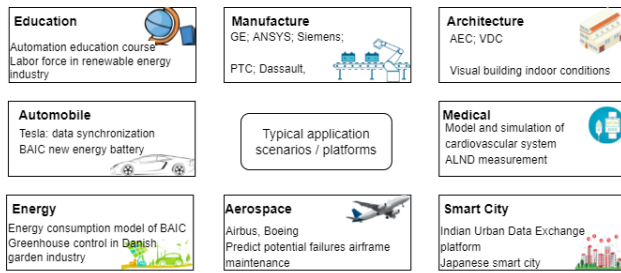 Education
Automation education course
Labor force in renewable energy
industry
Manufacture
GE; ANSYS; Siemens;
PTC; Dassault,
Architecture
AEC; VDC
Visual building indoor conditions
Automobile
Tesla: data synchronization
BAIC new energy battery
Typical application
scenarios / platforms
Medical
Model and simulation of
cardiovascular system
ALND measurement
Energy
Energy consumption model of BAIC
Greenhouse control in Danish
garden industry
Aerospace
Airbus, Boeing
Predict potential failures airframe
maintenance
Smart City
Indian Urban Data Exchange
platform
Japanese smart city